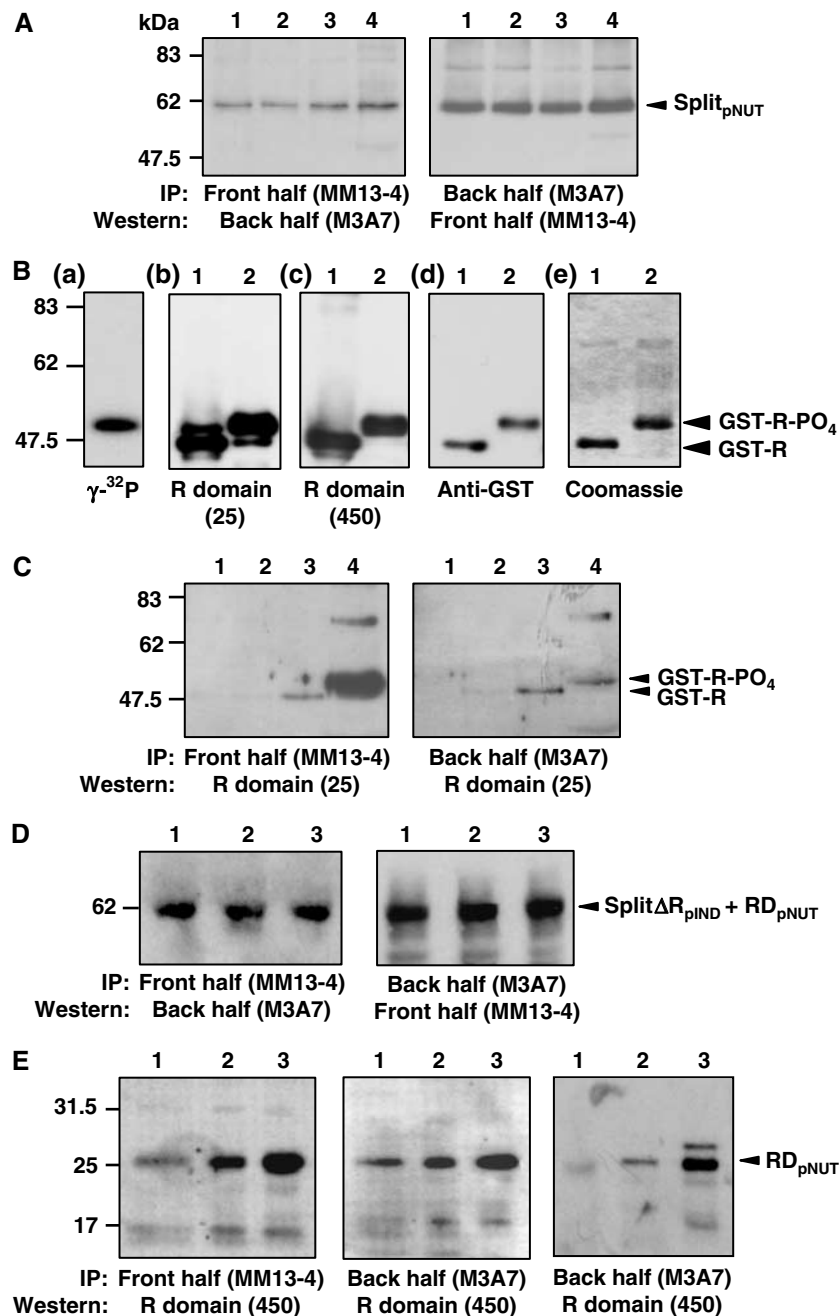 A kDa 1 2 3 4 1 2 3 4
83
62 Split pNUT
47.5
IP: Front half (MM13-4) Back half (M3A7)
Western: Back half (M3A7) Front half (MM13-4)
B (a) (b) 1 2 (c) 1 2 (d) 1 2 (e) 1 2
83
62
GST-R-PO4
47.5 GST-R
γ-32P R domain R domain Anti-GST Coomassie
(25) (450)
C 1 2 3 4 1 2 3 4
83
62
GST-R-PO4
47.5 GST-R
IP: Front half (MM13-4) Back half (M3A7)
Western: R domain (25) R domain (25)
D 1 2 3 1 2 3
62 SplitΔRpIND + RDpNUT
IP: Front half (MM13-4) Back half (M3A7)
Western: Back half (M3A7) Front half (MM13-4)
E 1 2 3 1 2 3 1 2 3
31.5
25 RDpNUT
17
IP: Front half (MM13-4) Back half (M3A7) Back half (M3A7)
Western: R domain (450) R domain (450) R domain (450)